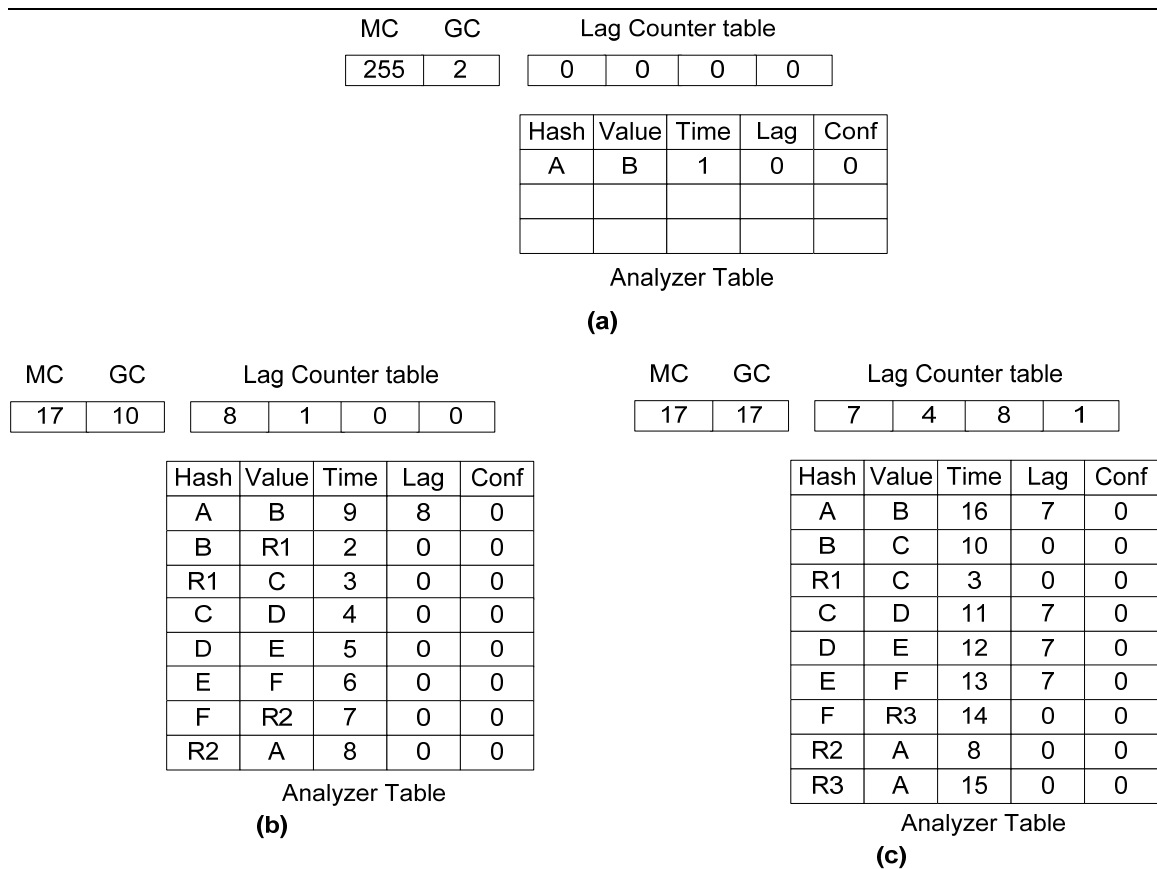 MC GC Lag Counter table
255 2 0 0 0 0
Hash Value Time Lag Conf
A B 1 0 0
Analyzer Table
(a)
MC GC Lag Counter table
17 10 8 1 0 0
Hash Value Time Lag Conf
A B 9 8 0
B R1 2 0 0
R1 C 3 0 0
C D 4 0 0
D E 5 0 0
E F 6 0 0
F R2 7 0 0
R2 A 8 0 0
Analyzer Table
(b)
MC GC Lag Counter table
17 17 7 4 8 1
Hash Value Time Lag Conf
A B 16 7 0
B C 10 0 0
R1 C 3 0 0
C D 11 7 0
D E 12 7 0
E F 13 7 0
F R3 14 0 0
R2 A 8 0 0
R3 A 15 0 0
Analyzer Table
(c)